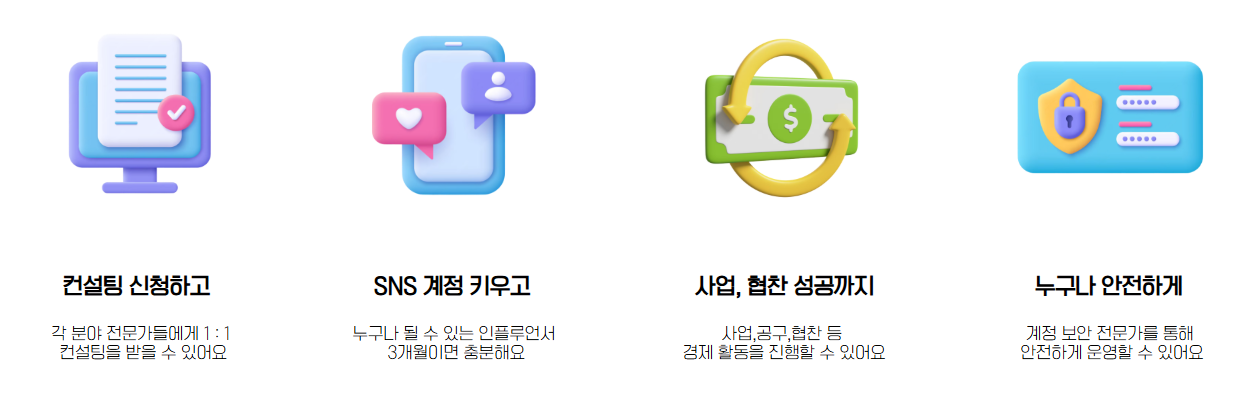 컨설팅 신청하고
각 분야 전문가들에게 1 : 1
컨설팅을 받을 수 있어요
SNS 계정 키우고
누구나 될 수 있는 인플루언서
3개월이면 충분해요
사업, 협찬 성공까지
사업,공구,협찬 등
경제 활동을 진행할 수 있어요
누구나 안전하게
계정 보안 전문가를 통해
안전하게 운영할 수 있어요